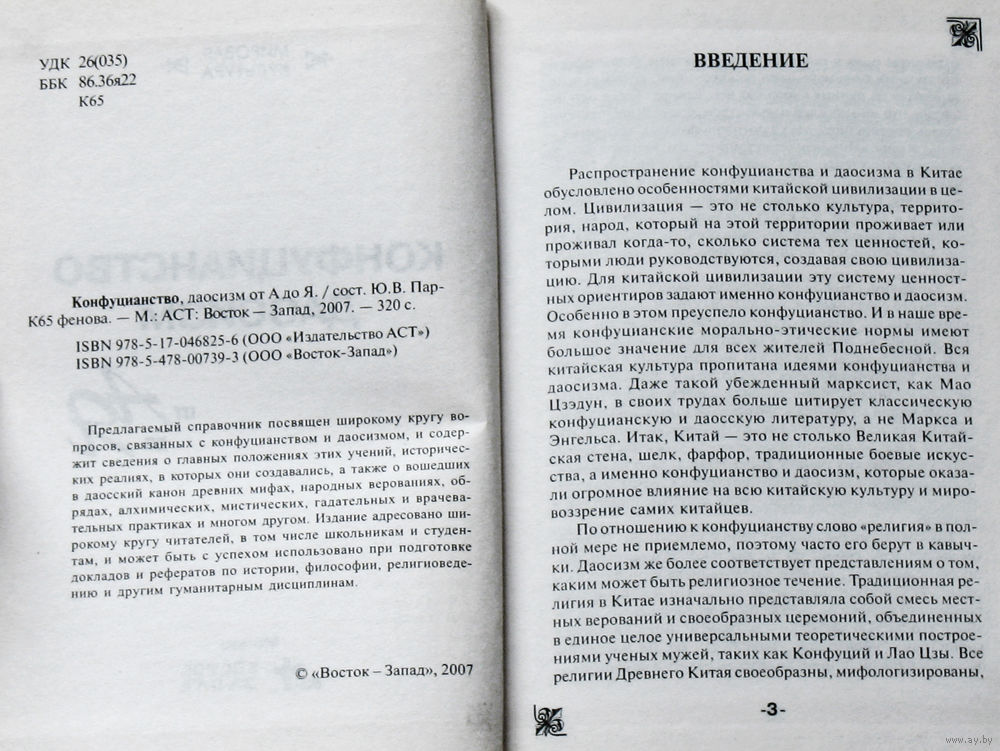 УДК 26(035)
ББК 86.36я22
К65
Конфуцианство, даосизм от А до Я. / сост. Ю.В. Пар-
К65 фенова. — М.: АСТ: Восток — Запад, 2007. — 320 с.
ISBN 978-5-17-046825-6 (ООО «Издательство АСТ»)
ISBN 978-5-478-00739-3 (ООО «Восток-Запад»)
Предлагаемый справочник посвящен широкому кругу во-
просов, связанных с конфуцианством и даосизмом, и содер-
жит сведения о главных положениях этих учений, историчес-
ких реалиях, в которых они создавались, а также о вошедших
в даосский канон древних мифах, народных верованиях, об-
рядах, алхимических, мистических, гадательных и врачева-
тельных практиках и многом другом. Издание адресовано ши-
рокому кругу читателей, в том числе школьникам и студен-
там, и может быть с успехом использовано при подготовке
докладов и рефератов по истории, философии, религиоведе-
нию и другим гуманитарным дисциплинам.
© «Восток – Запад», 2007
ВВЕДЕНИЕ
Распространение конфуцианства и даосизма в Китае
обусловлено особенностями китайской цивилизации в це-
лом. Цивилизация — это не столько культура, террито-
рия, народ, который на этой территории проживает или
проживал когда-то, сколько система тех ценностей, ко-
торыми люди руководствуются, создавая свою цивилиза-
цию. Для китайской цивилизации эту систему ценност-
ных ориентиров задают именно конфуцианство и даосизм.
Особенно в этом преуспело конфуцианство. И в наше вре-
мя конфуцианские морально-этические нормы имеют
большое значение для всех жителей Поднебесной. Вся
китайская культура пропитана идеями конфуцианства и
даосизма. Даже такой убежденный марксист, как Мао
Цзэдун, в своих трудах больше цитирует классическую
конфуцианскую и даосскую литературу, а не Маркса и
Энгельса. Итак, Китай — это не столько Великая Китай-
ская стена, шелк, фарфор, традиционные боевые искус-
ства, а именно конфуцианство и даосизм, которые оказа-
ли огромное влияние на всю китайскую культуру и миро-
воззрение самих китайцев.
По отношению к конфуцианству слово «религия» в пол-
ной мере не приемлемо, поэтому часто его берут в кавыч-
ки. Даосизм же более соответствует представлениям о том,
каким может быть религиозное течение. Традиционная ре-
лигия в Китае изначально представляла собой смесь мест-
ных верований и своеобразных церемоний, объединенных
в единое целое универсальными теоретическими построе-
ниями ученых мужей, таких как Конфуций и Лао Цзы. Все
религии Древнего Китая своеобразны, мифологизированы,
-3-
www.ay.by